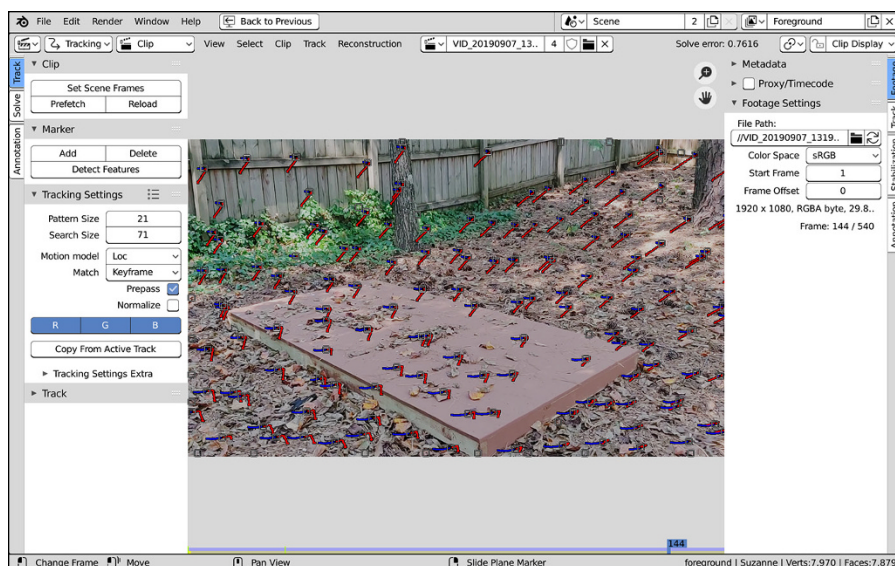 File Edit Render Window Help Back to Previous Scene 2 Foreground
Tracking Clip View Select Clip Track Reconstruction VID_20190907_13.. 4 Solve error: 0.7616 Clip Display
Track
Solve
Annotation
Clip
Set Scene Frames
Prefetch Reload
Marker
Add Delete
Detect Features
Tracking Settings
Pattern Size 21
Search Size 71
Motion model Loc
Match Keyframe
Prepass
Normalize
R G B
Copy From Active Track
Tracking Settings Extra
Track
144
Metadata
Proxy/Timecode
Footage Settings
File Path:
//VID_20190907_1319..
Color Space sRGB
Start Frame 1
Frame Offset 0
1920 x 1080, RGBA byte, 29.8..
Frame: 144 / 540
Footage
Track
Stabilization
Annotation
Change Frame Move Pan View Slide Plane Marker foreground | Suzanne | Verts:7,970 | Faces:7,879